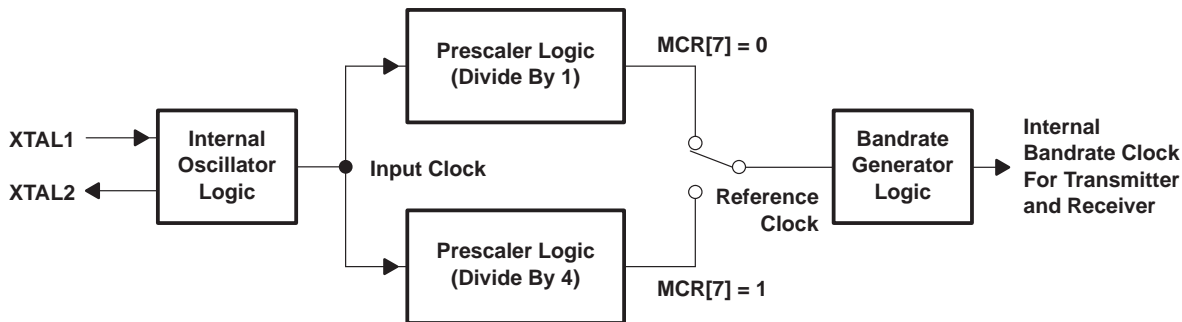 Prescaler Logic
(Divide By 1)
MCR[7] = 0
XTAL1
XTAL2
Internal
Oscillator
Logic
Input Clock
Bandrate
Generator
Logic
Internal
Bandrate Clock
For Transmitter
and Receiver
Reference
Clock
Prescaler Logic
(Divide By 4)
MCR[7] = 1